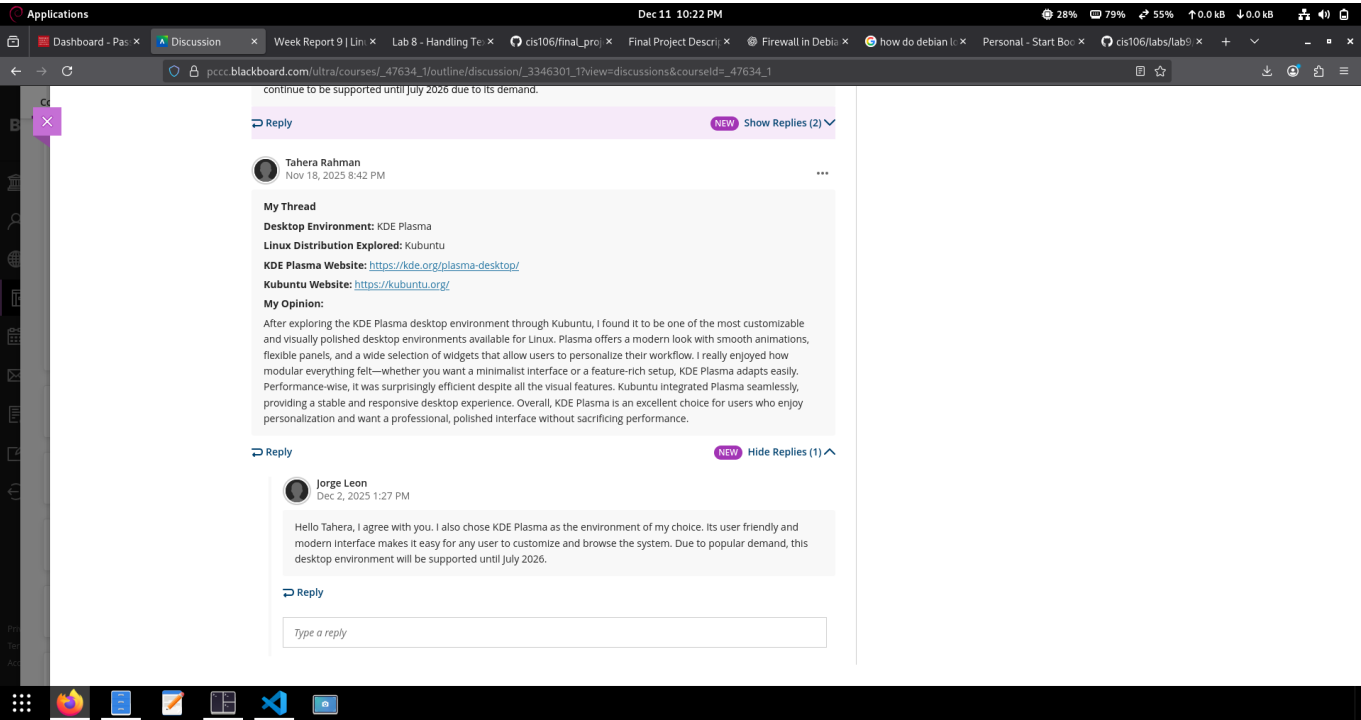 Applications
Dec 11 10:22 PM
28% 79% 55% ↑0.0 kB ↓0.0 kB
Dashboard - Pas × Discussion × Week Report 9 | Lin × Lab 8 - Handling Te × cis106/final_proj × Final Project Descrip × Firewall in Debia × how do debian l × Personal - Start Boo × cis106/labs/lab9 ×
pccc.blackboard.com/ultra/courses/_47634_1/outline/discussion/_3346301_1?view=discussions&courseId=_47634_1
continue to be supported until July 2026 due to its demand.
Reply NEW Show Replies (2)
Tahera Rahman
Nov 18, 2025 8:42 PM
My Thread
Desktop Environment: KDE Plasma
Linux Distribution Explored: Kubuntu
KDE Plasma Website: https://kde.org/plasma-desktop/
Kubuntu Website: https://kubuntu.org/
My Opinion:
After exploring the KDE Plasma desktop environment through Kubuntu, I found it to be one of the most customizable
and visually polished desktop environments available for Linux. Plasma offers a modern look with smooth animations,
flexible panels, and a wide selection of widgets that allow users to personalize their workflow. I really enjoyed how
modular everything felt—whether you want a minimalist interface or a feature-rich setup, KDE Plasma adapts easily.
Performance-wise, it was surprisingly efficient despite all the visual features. Kubuntu integrated Plasma seamlessly,
providing a stable and responsive desktop experience. Overall, KDE Plasma is an excellent choice for users who enjoy
personalization and want a professional, polished interface without sacrificing performance.
Reply NEW Hide Replies (1)
Jorge Leon
Dec 2, 2025 1:27 PM
Hello Tahera, I agree with you. I also chose KDE Plasma as the environment of my choice. Its user friendly and
modern interface makes it easy for any user to customize and browse the system. Due to popular demand, this
desktop environment will be supported until July 2026.
Reply
Type a reply